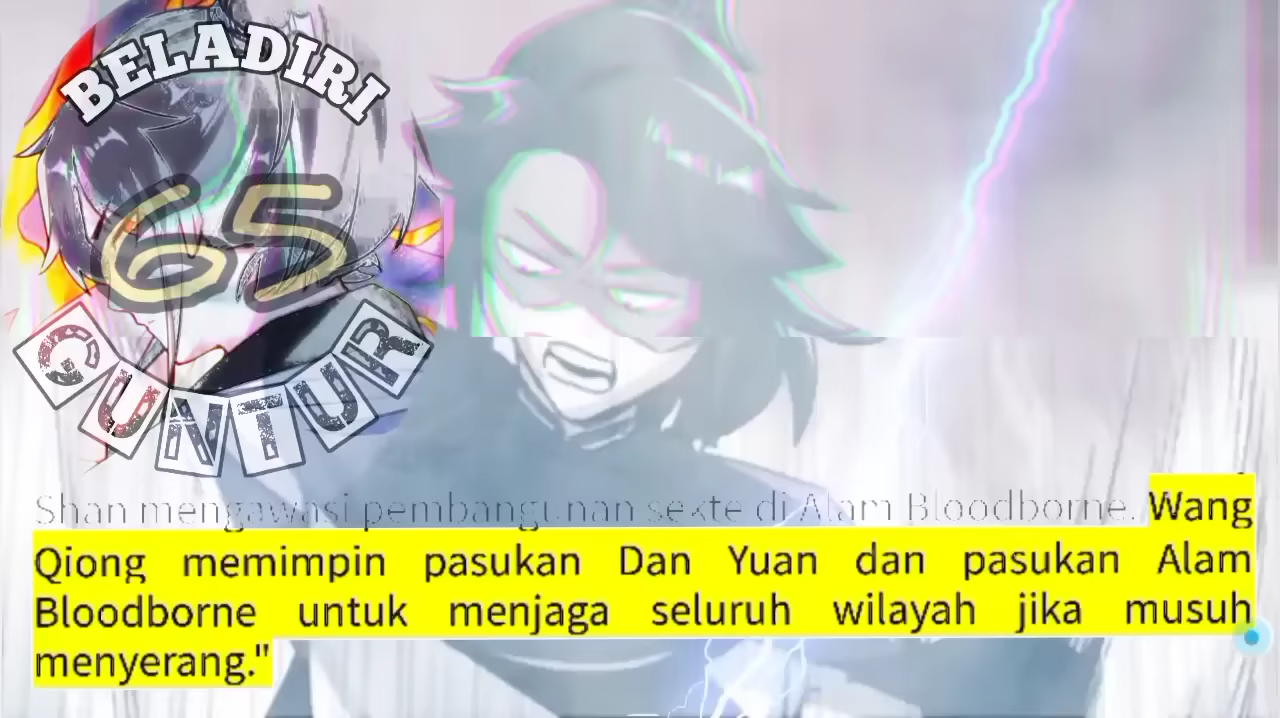 BELADIRI
65
GUNTUR
Shan mengawasi pembangunan sekte di Alam Bloodborne. Wang
Qiong memimpin pasukan Dan Yuan dan pasukan Alam
Bloodborne untuk menjaga seluruh wilayah jika musuh
menyerang."